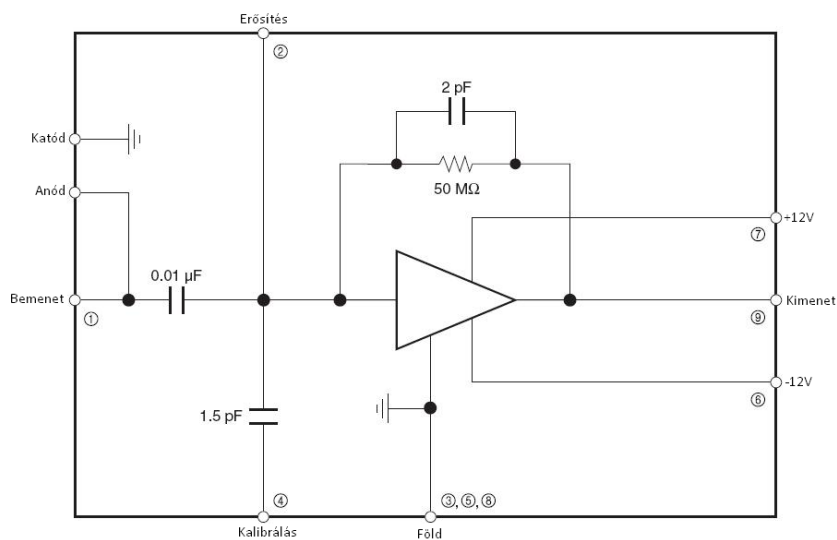 Erősítés
②
2 pF
Katód
Anód
50 MΩ
+12V
⑦
0.01 µF
Bemenet
①
Kimenet
⑨
-12V
⑥
1.5 pF
④
③, ⑤, ⑧
Kalibrálás
Föld